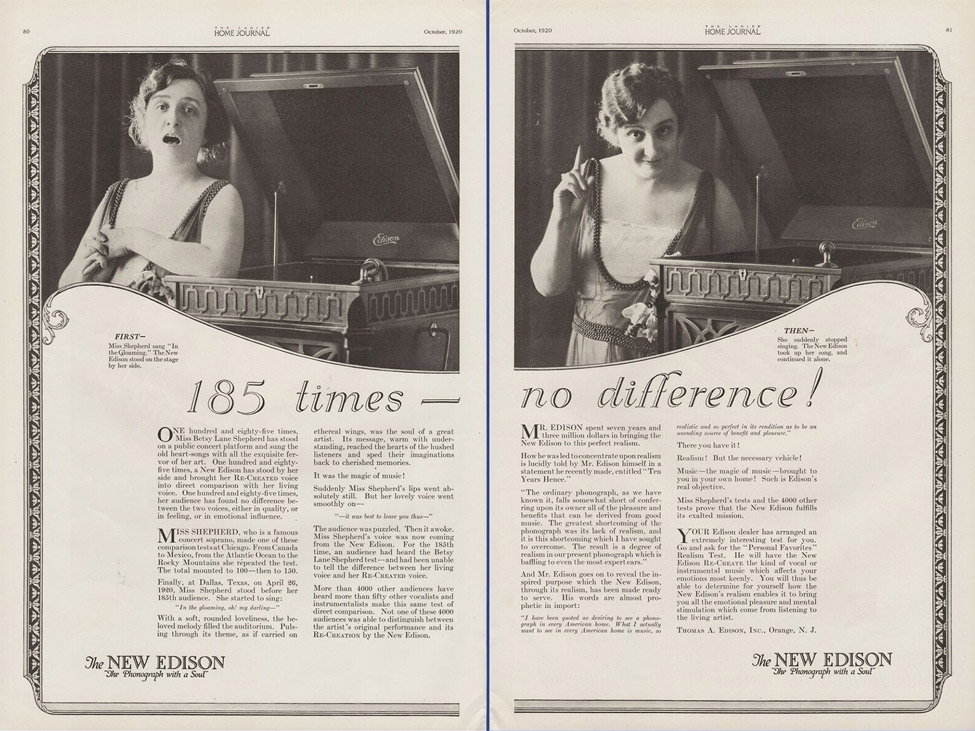 80
THE LADIES'
HOME JOURNAL
October, 1920
Edison
FIRST—
Miss Shepherd sang "In
the Gloaming." The New
Edison stood on the stage
by her side.
185 times —
ONE hundred and eighty-five times,
Miss Betsy Lane Shepherd has stood
on a public concert platform and sung the
old heart-songs with all the exquisite fer-
vor of her art. One hundred and eighty-
five times, a New Edison has stood by her
side and brought her RE-CREATED voice
into direct comparison with her living
voice. One hundred and eighty-five times,
her audience has found no difference be-
tween the two voices, either in quality, or
in feeling, or in emotional influence.
MISS SHEPHERD, who is a famous
concert soprano, made one of these
comparison tests at Chicago. From Canada
to Mexico, from the Atlantic Ocean to the
Rocky Mountains she repeated the test.
The total mounted to 100—then to 150.
Finally, at Dallas, Texas, on April 26,
1920, Miss Shepherd stood before her
185th audience. She started to sing:
"In the gloaming, oh! my darling—"
With a soft, rounded loveliness, the be-
loved melody filled the auditorium. Puls-
ing through its theme, as if carried on
ethereal wings, was the soul of a great
artist. Its message, warm with under-
standing, reached the hearts of the hushed
listeners and sped their imaginations
back to cherished memories.
It was the magic of music!
Suddenly Miss Shepherd's lips went ab-
solutely still. But her lovely voice went
smoothly on—
"—it was best to leave you thus—"
The audience was puzzled. Then it awoke.
Miss Shepherd's voice was now coming
from the New Edison. For the 185th
time, an audience had heard the Betsy
Lane Shepherd test—and had been unable
to tell the difference between her living
voice and her RE-CREATED voice.
More than 4000 other audiences have
heard more than fifty other vocalists and
instrumentalists make this same test of
direct comparison. Not one of these 4000
audiences was able to distinguish between
the artist's original performance and its
RE-CREATION by the New Edison.
The NEW EDISON
"The Phonograph with a Soul"
October, 1920
THE LADIES'
HOME JOURNAL
81
Edison
THEN—
She suddenly stopped
singing. The New Edison
took up her song, and
continued it alone.
no difference!
MR. EDISON spent seven years and
three million dollars in bringing the
New Edison to this perfect realism.
How he was led to concentrate upon realism
is lucidly told by Mr. Edison himself in a
statement he recently made, entitled "Ten
Years Hence."
"The ordinary phonograph, as we have
known it, falls somewhat short of confer-
ring upon its owner all of the pleasure and
benefits that can be derived from good
music. The greatest shortcoming of the
phonograph was its lack of realism, and
it is this shortcoming which I have sought
to overcome. The result is a degree of
realism in our present phonograph which is
baffling to even the most expert ears."
And Mr. Edison goes on to reveal the in-
spired purpose which the New Edison,
through its realism, has been made ready
to serve. His words are almost pro-
phetic in import:
"I have been quoted as desiring to see a phono-
graph in every American home. What I actually
want to see in every American home is music, so
realistic and so perfect in its rendition as to be an
unending source of benefit and pleasure."
There you have it!
Realism! But the necessary vehicle!
Music—the magic of music—brought to
you in your own home! Such is Edison's
real objective.
Miss Shepherd's tests and the 4000 other
tests prove that the New Edison fulfills
its exalted mission.
YOUR Edison dealer has arranged an
extremely interesting test for you.
Go and ask for the "Personal Favorites"
Realism Test. He will have the New
Edison RE-CREATE the kind of vocal or
instrumental music which affects your
emotions most keenly. You will thus be
able to determine for yourself how the
New Edison's realism enables it to bring
you all the emotional pleasure and mental
stimulation which come from listening to
the living artist.
THOMAS A. EDISON, INC., Orange, N. J.
The NEW EDISON
"The Phonograph with a Soul"